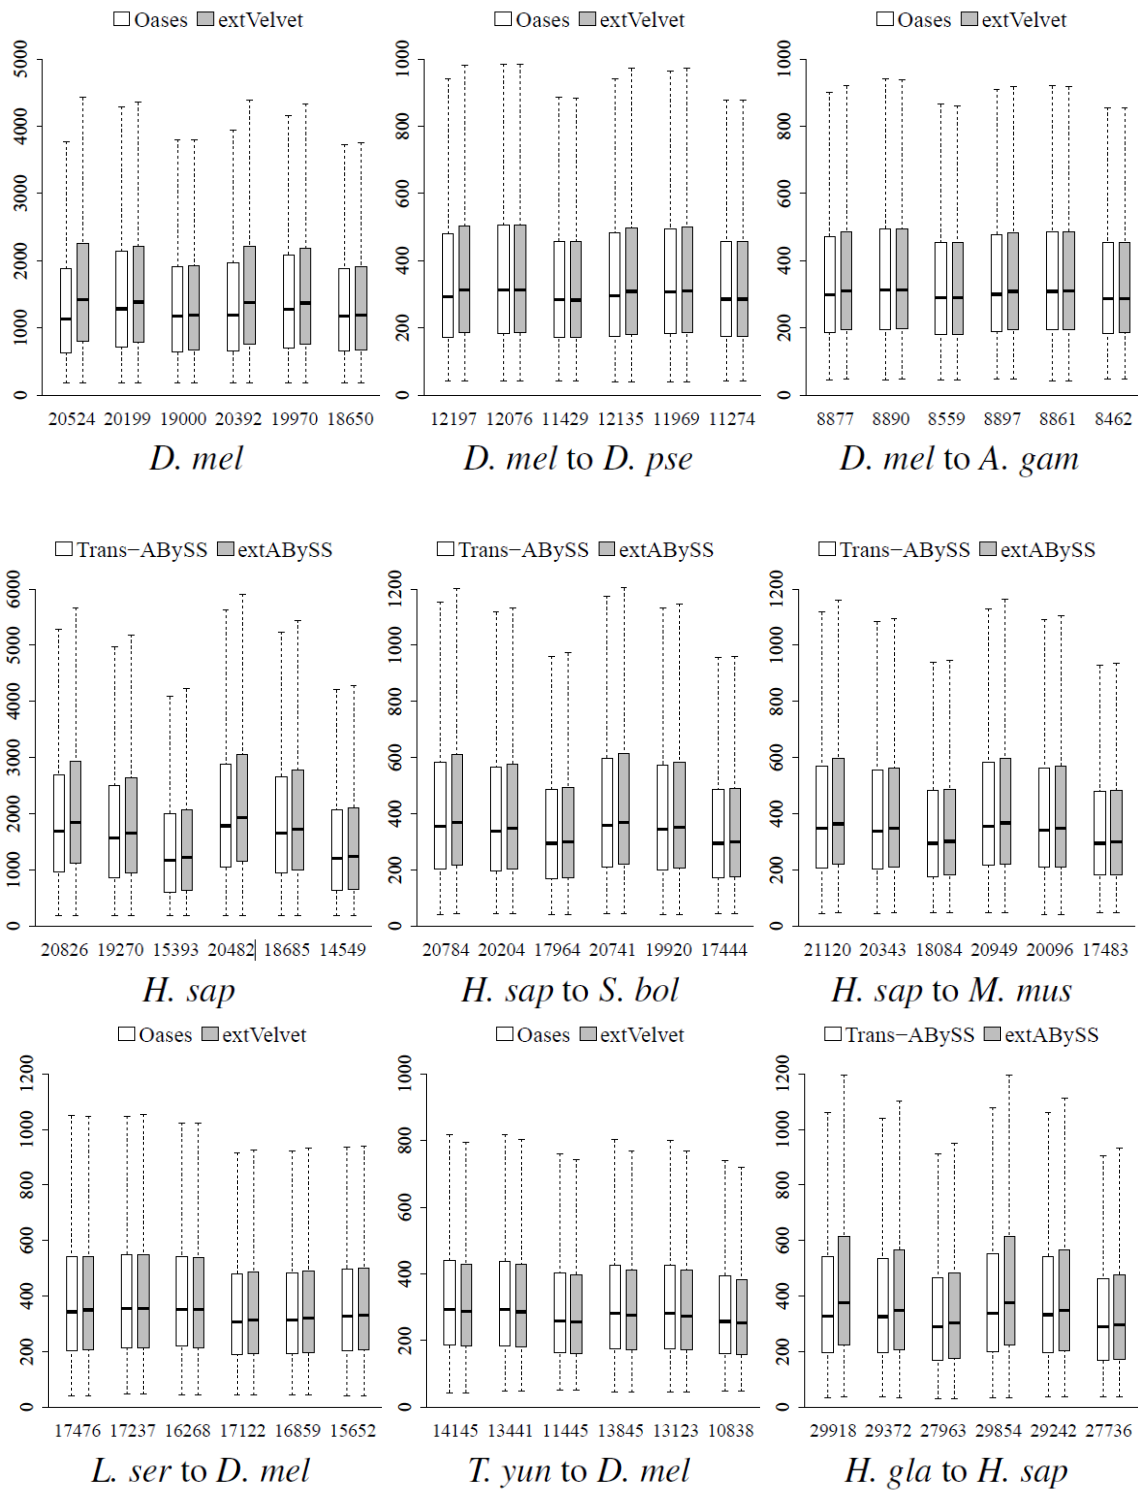 Oases extVelvet
5000
4000
3000
2000
1000
0
20524 20199 19000 20392 19970 18650
D. mel
Oases extVelvet
1000
800
600
400
200
0
12197 12076 11429 12135 11969 11274
D. mel to D. pse
Oases extVelvet
1000
800
600
400
200
0
8877 8890 8559 8897 8861 8462
D. mel to A. gam
Trans−ABySS extABySS
6000
5000
4000
3000
2000
1000
0
20826 19270 15393 20482 18685 14549
H. sap
Trans−ABySS extABySS
1200
1000
800
600
400
200
0
20784 20204 17964 20741 19920 17444
H. sap to S. bol
Trans−ABySS extABySS
1200
1000
800
600
400
200
0
21120 20343 18084 20949 20096 17483
H. sap to M. mus
Oases extVelvet
1200
1000
800
600
400
200
0
17476 17237 16268 17122 16859 15652
L. ser to D. mel
Oases extVelvet
1000
800
600
400
200
0
14145 13441 11445 13845 13123 10838
T. yun to D. mel
Trans−ABySS extABySS
1200
1000
800
600
400
200
0
29918 29372 27963 29854 29242 27736
H. gla to H. sap